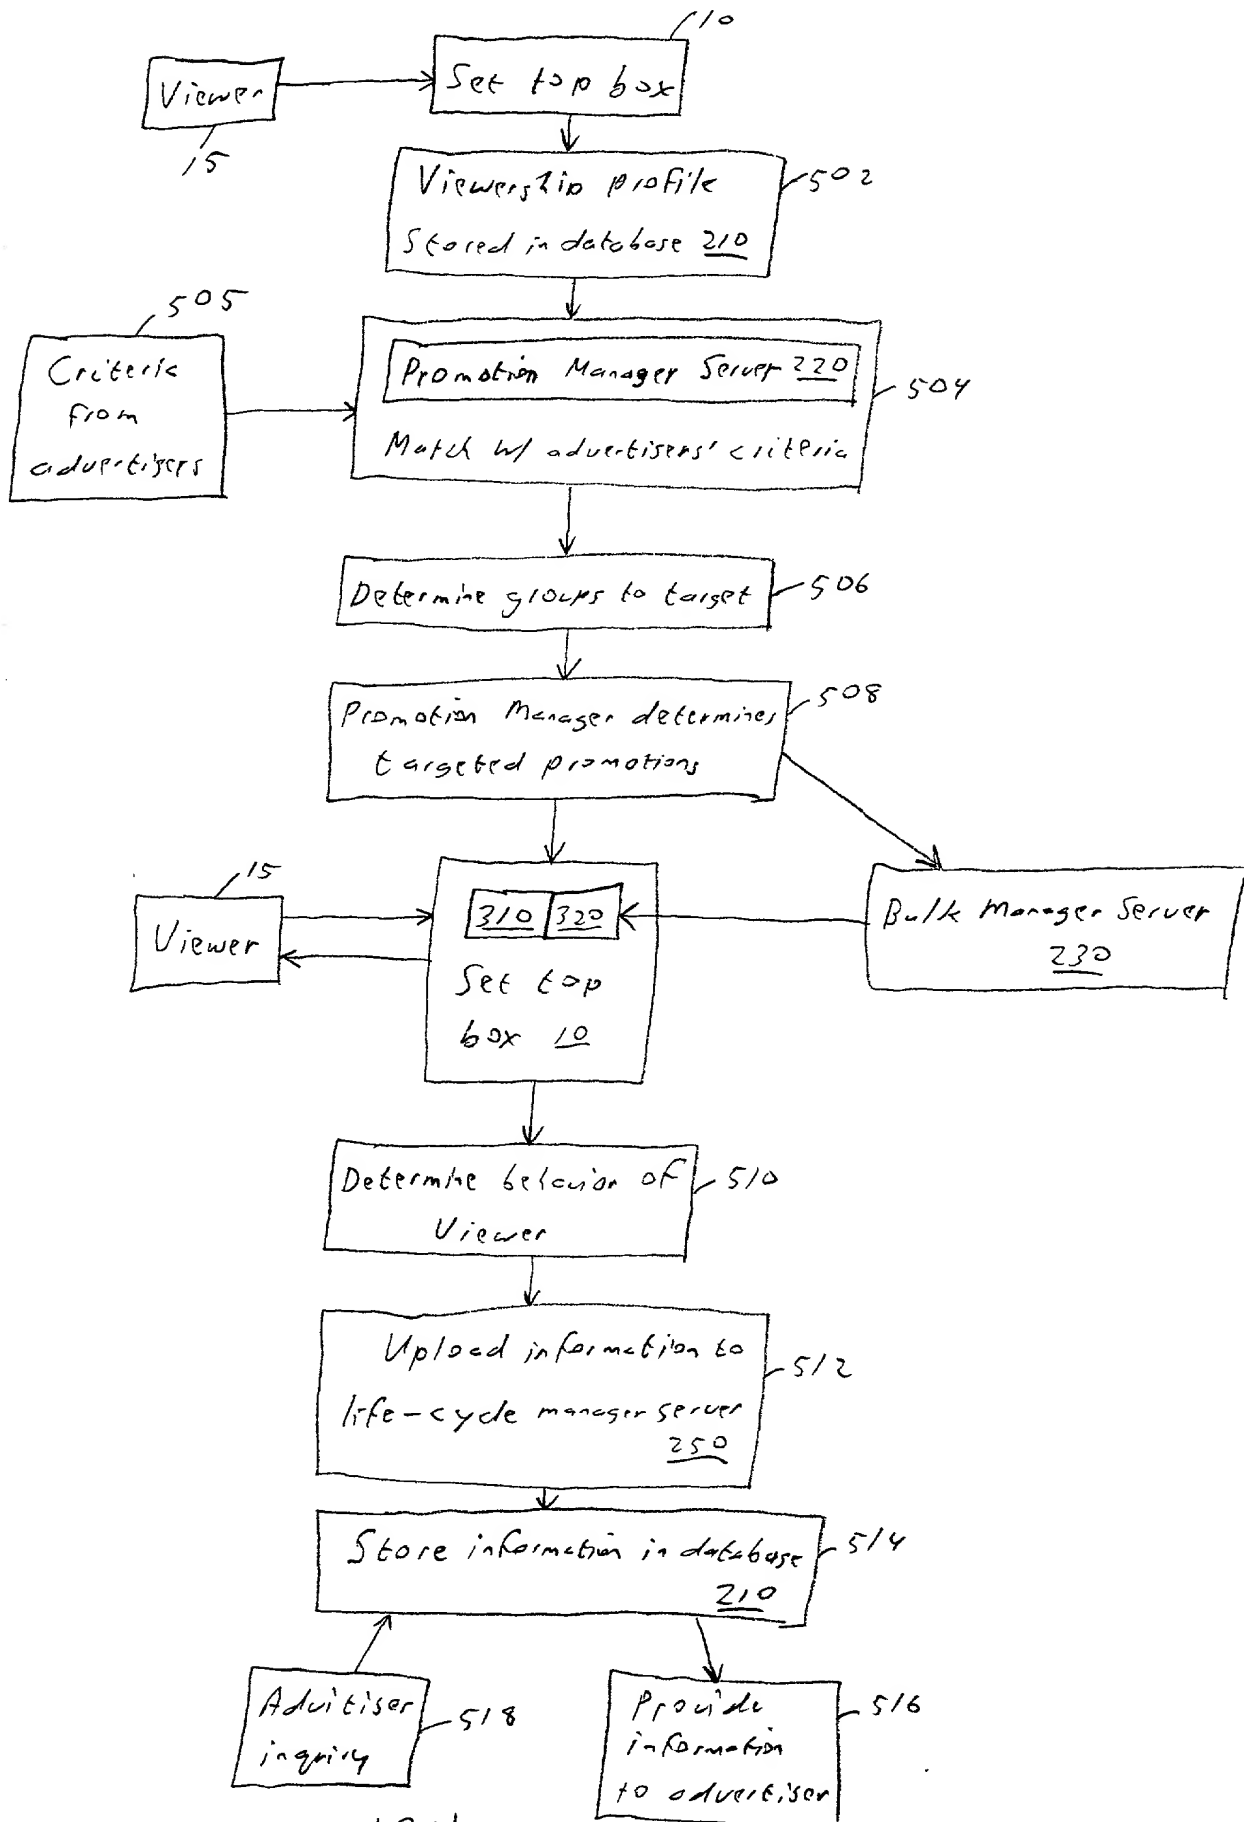 10
Viewer
Set top box
15
Viewership profile
Stored in database 210
502
505
Criteria
from
advertisers
Promotion Manager Server 220
504
Match w/ advertisers' criteria
Determine groups to target
506
Promotion Manager determines
targeted promotions
508
15
Viewer
310 320
Set top
box 10
Bulk Manager Server
230
Determine behavior of
Viewer
510
Upload information to
life-cycle manager server
250
512
Store information in database
210
514
Advitiser
inquiry
518
Provide
information
to advertiser
516